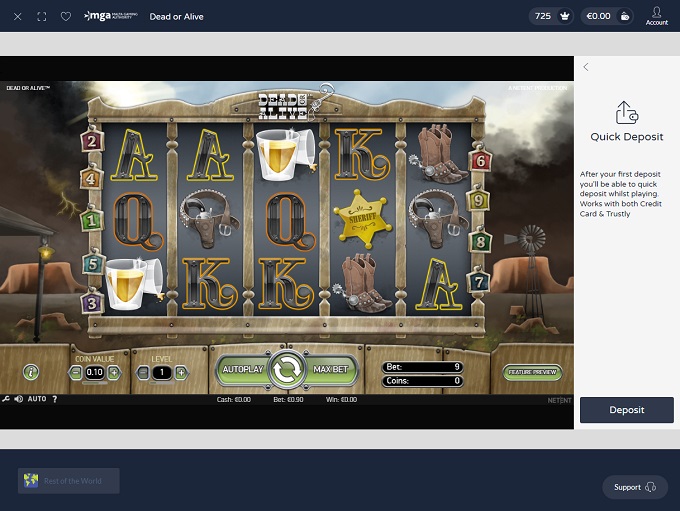 mga MALTA GAMING
AUTHORITY
Dead or Alive
725
€0.00
Account
DEAD OR ALIVE™
DEAD OR
ALIVE
A NETENT PRODUCTION
Quick Deposit
After your first deposit
you'll be able to quick
deposit whilst playing.
Works with both Credit
Card & Trustly
2
4
1
5
3
A
A
K
6
9
8
7
Q
Q
SHERIFF
K
K
A
COIN VALUE
0.10
LEVEL
1
AUTOPLAY
MAX BET
Bet: 9
Coins: 0
FEATURE PREVIEW
i
AUTO ?
Cash: €0.00 Bet: €0.90 Win: €0.00
NETENT
Deposit
Rest of the World
Support